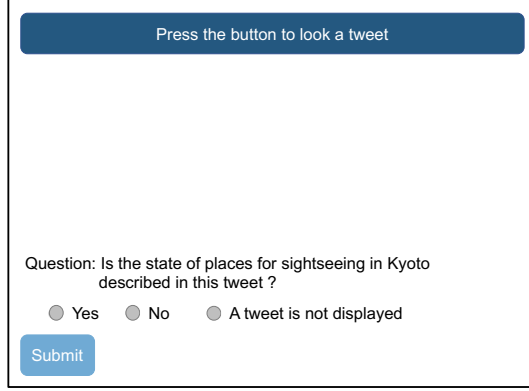 Press the button to look a tweet
Question: Is the state of places for sightseeing in Kyoto
described in this tweet ?
Yes No A tweet is not displayed
Submit